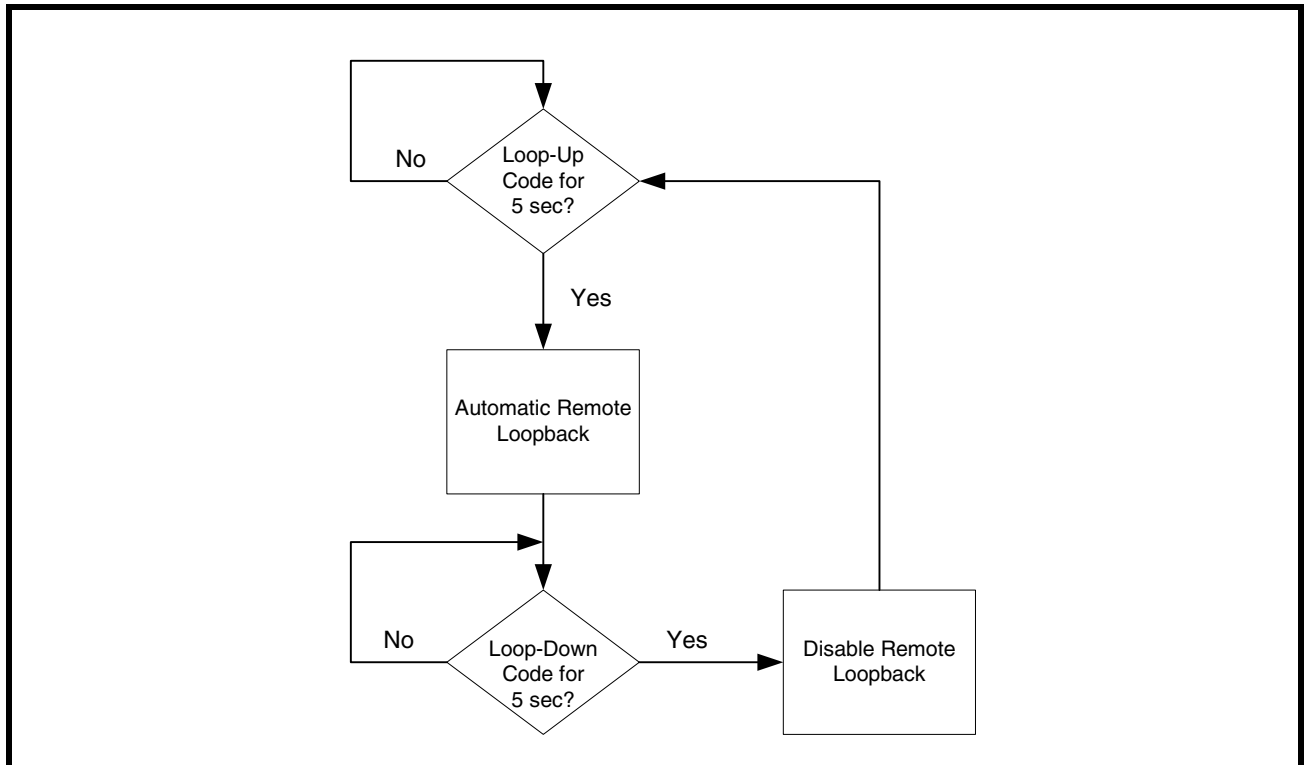 No
Loop-Up
Code for
5 sec?
Yes
Automatic Remote
Loopback
No
Loop-Down
Code for
5 sec?
Yes
Disable Remote
Loopback